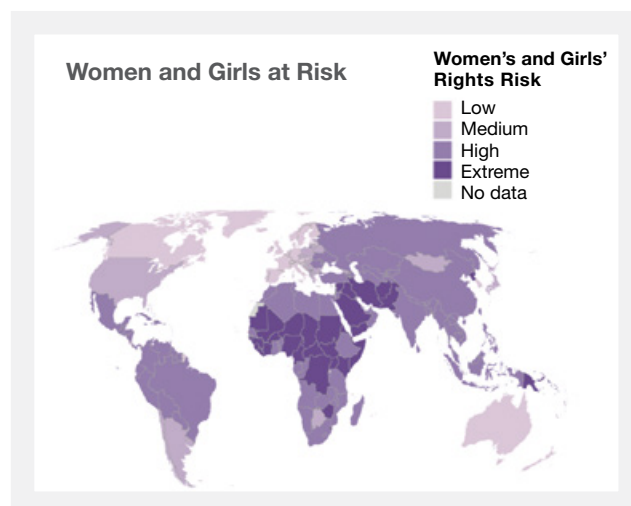 Women and Girls at Risk
Women’s and Girls’
Rights Risk
Low
Medium
High
Extreme
No data